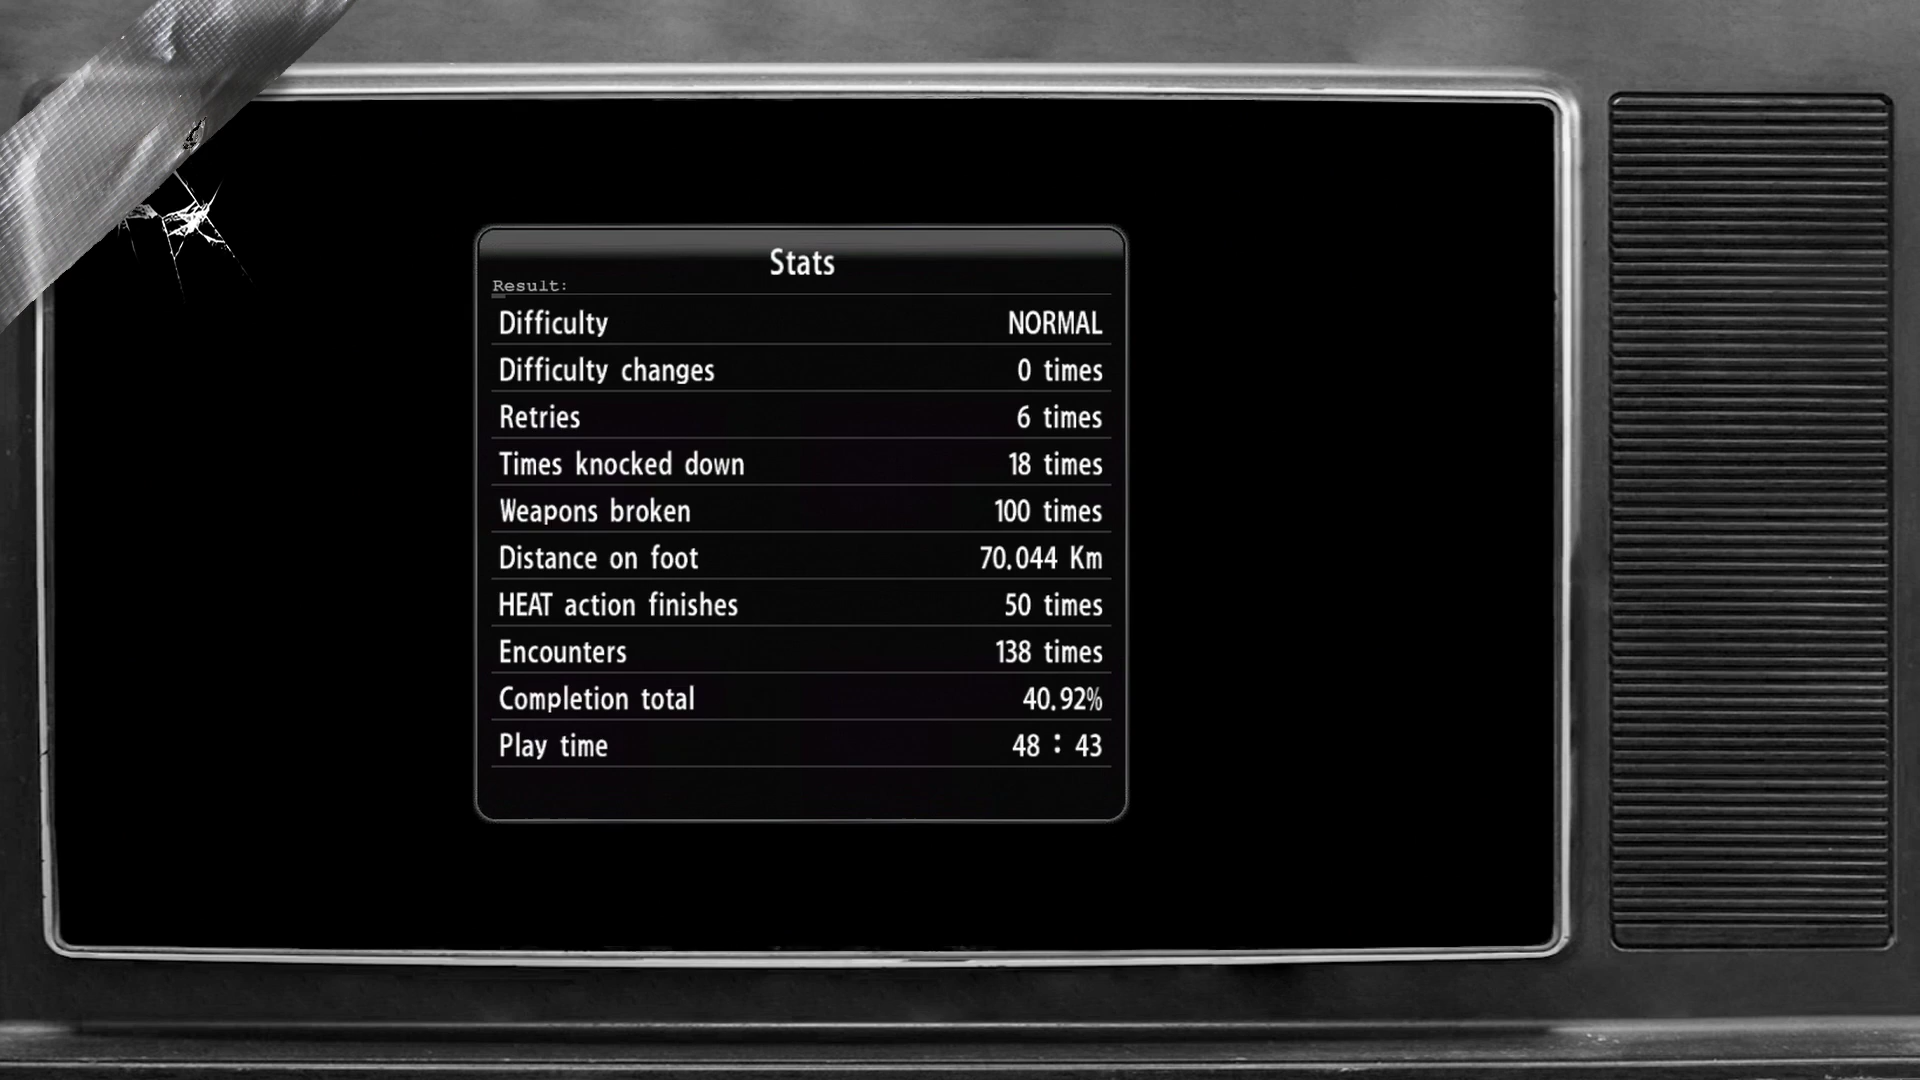 Stats
Result:
Difficulty NORMAL
Difficulty changes 0 times
Retries 6 times
Times knocked down 18 times
Weapons broken 100 times
Distance on foot 70.044 Km
HEAT action finishes 50 times
Encounters 138 times
Completion total 40.92%
Play time 48 : 43